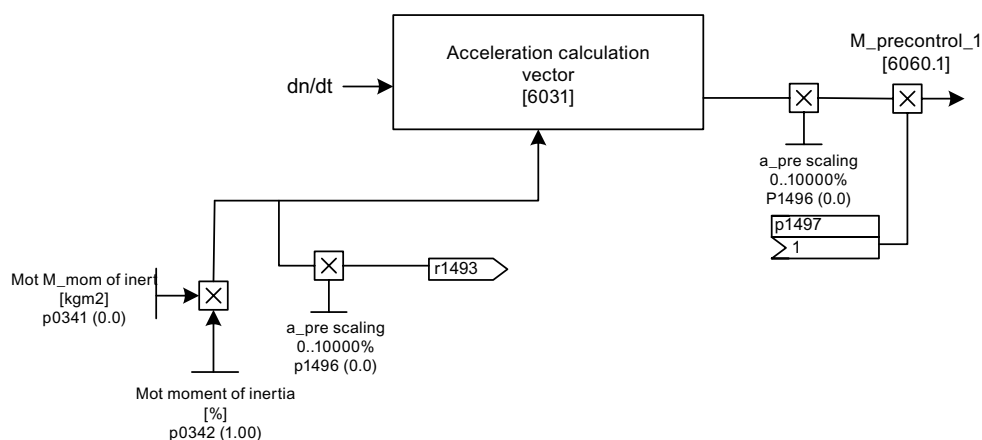 M_precontrol_1
[6060.1]
Acceleration calculation
vector
[6031]
dn/dt
a_pre scaling
0..10000%
P1496 (0.0)
p1497
1
r1493
Mot M_mom of inert
[kgm2]
p0341 (0.0)
a_pre scaling
0..10000%
p1496 (0.0)
Mot moment of inertia
[%]
p0342 (1.00)